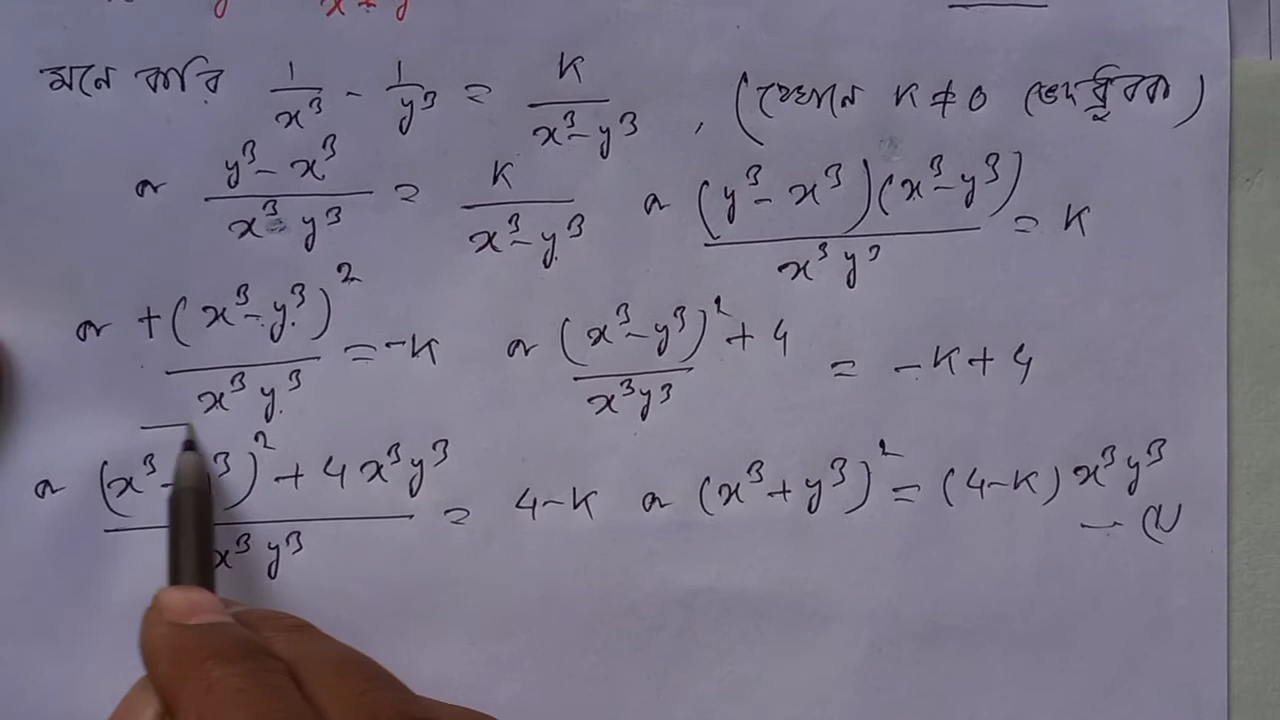 মনে করি 1/x³ - 1/y³ = K/(x³-y³), (যেখানে K ≠ 0 ভেদ ধ্রুবক)
বা (y³-x³)/(x³y³) = K/(x³-y³) বা (y³-x³)(x³-y³)/(x³y³) = K
বা +(x³-y³)²/(x³y³) = -K বা (x³-y³)²/(x³y³) + 4 = -K+4
বা ((x³-y³)² + 4x³y³)/(x³y³) = 4-K বা (x³+y³)² = (4-K)x³y³